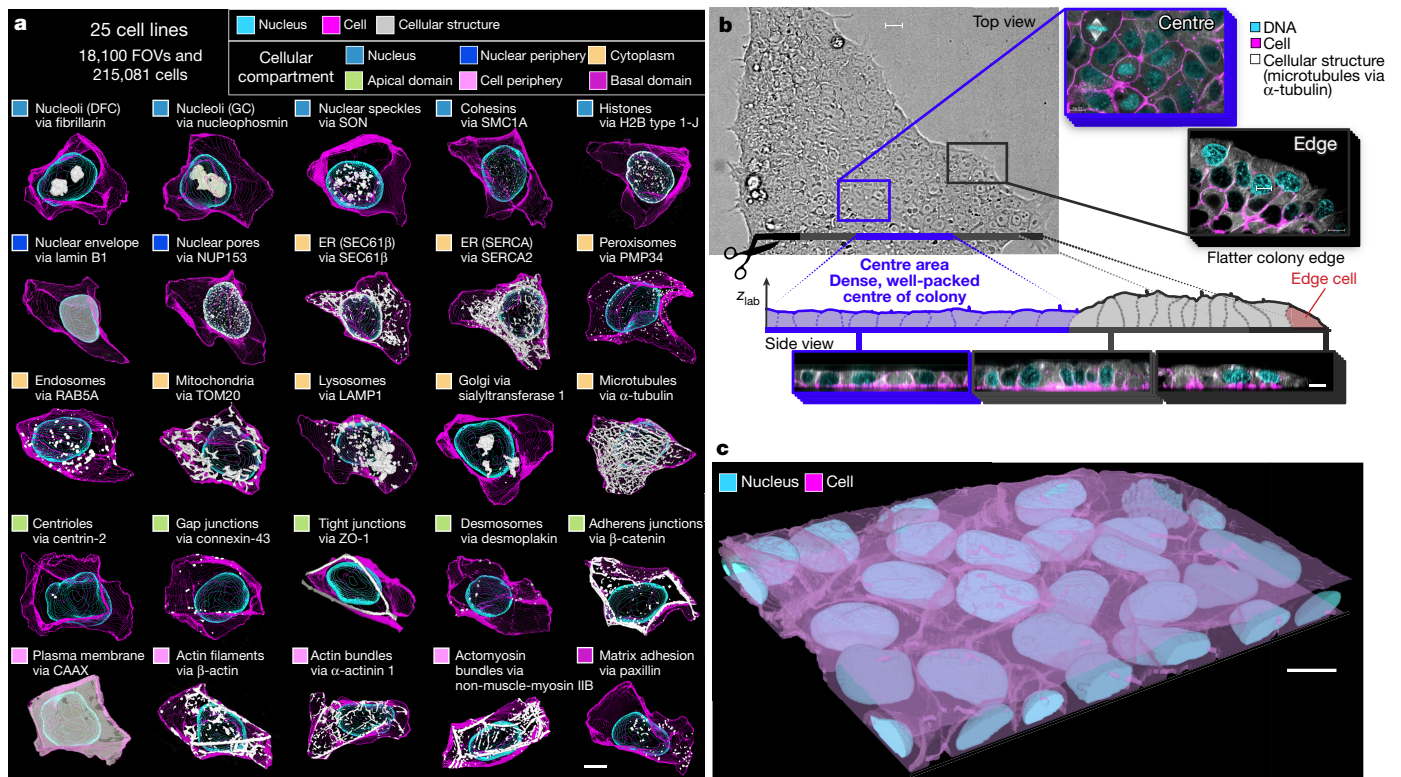 a
25 cell lines
18,100 FOVs and
215,081 cells
Nucleus
Cell
Cellular structure
Cellular
compartment
Nucleus
Nuclear periphery
Cytoplasm
Apical domain
Cell periphery
Basal domain
Nucleoli (DFC)
via fibrillarin
Nucleoli (GC)
via nucleophosmin
Nuclear speckles
via SON
Cohesins
via SMC1A
Histones
via H2B type 1-J
Nuclear envelope
via lamin B1
Nuclear pores
via NUP153
ER (SEC61β)
via SEC61β
ER (SERCA)
via SERCA2
Peroxisomes
via PMP34
Endosomes
via RAB5A
Mitochondria
via TOM20
Lysosomes
via LAMP1
Golgi via
sialyltransferase 1
Microtubules
via α-tubulin
Centrioles
via centrin-2
Gap junctions
via connexin-43
Tight junctions
via ZO-1
Desmosomes
via desmoplakin
Adherens junctions
via β-catenin
Plasma membrane
via CAAX
Actin filaments
via β-actin
Actin bundles
via α-actinin 1
Actomyosin
bundles via
non-muscle-myosin IIB
Matrix adhesion
via paxillin
b
Top view
Centre
DNA
Cell
Cellular structure
(microtubules via
α-tubulin)
Edge
Flatter colony edge
Centre area
Dense, well-packed
centre of colony
Edge cell
zlab
Side view
c
Nucleus
Cell